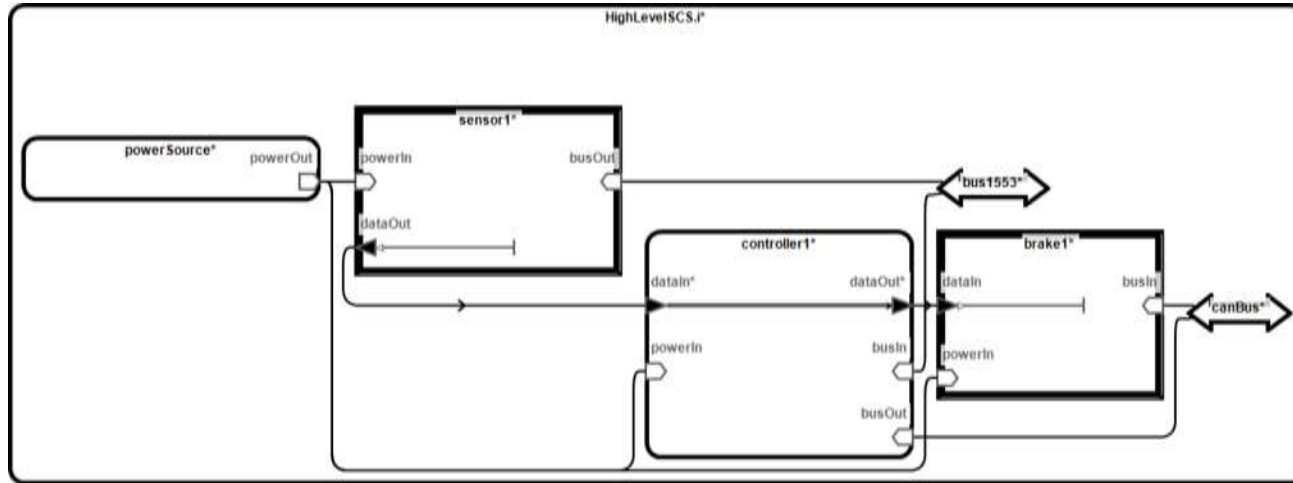 HighLevelSCS.i*
sensor1*
powerSource*
powerOut
powerIn
busOut
bus1553*
dataOut
controller1*
brake1*
dataIn*
dataOut*
dataIn
busIn
canBus*
powerIn
busIn
powerIn
busOut